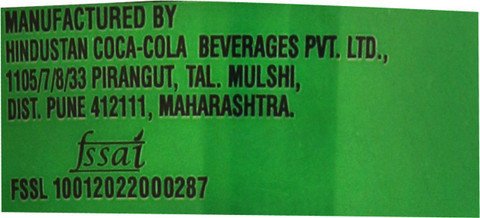 MANUFACTURED BY
HINDUSTAN COCA-COLA BEVERAGES PVT. LTD.,
1105/7/8/33 PIRANGUT, TAL. MULSHI,
DIST. PUNE 412111, MAHARASHTRA.
fssai
FSSL 10012022000287